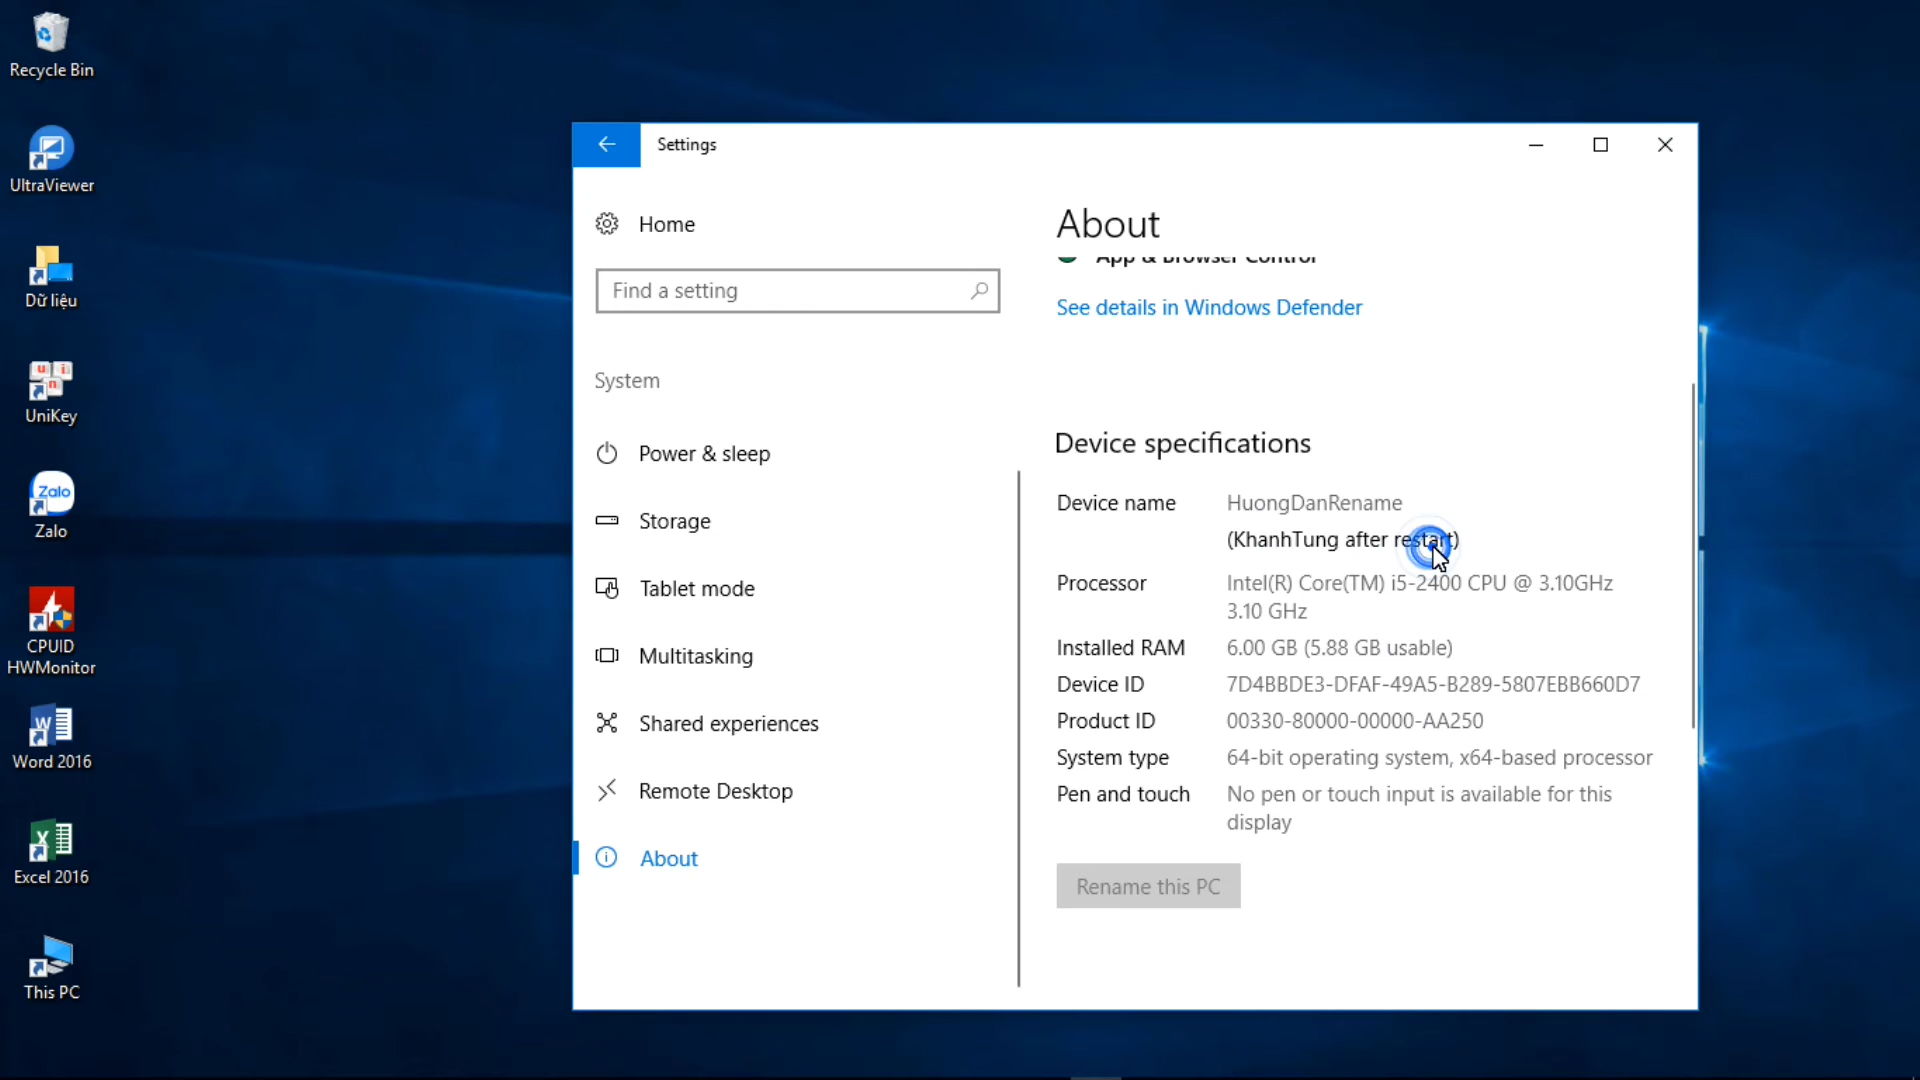 Recycle Bin
UltraViewer
Dữ liệu
UniKey
Zalo
Zalo
CPUID
HWMonitor
Word 2016
Excel 2016
This PC
Settings
Home
Find a setting
System
Power & sleep
Storage
Tablet mode
Multitasking
Shared experiences
Remote Desktop
About
About
App & Browser Control
See details in Windows Defender
Device specifications
Device name HuongDanRename
(KhanhTung after restart)
Processor Intel(R) Core(TM) i5-2400 CPU @ 3.10GHz
3.10 GHz
Installed RAM 6.00 GB (5.88 GB usable)
Device ID 7D4BBDE3-DFAF-49A5-B289-5807EBB660D7
Product ID 00330-80000-00000-AA250
System type 64-bit operating system, x64-based processor
Pen and touch No pen or touch input is available for this
display
Rename this PC